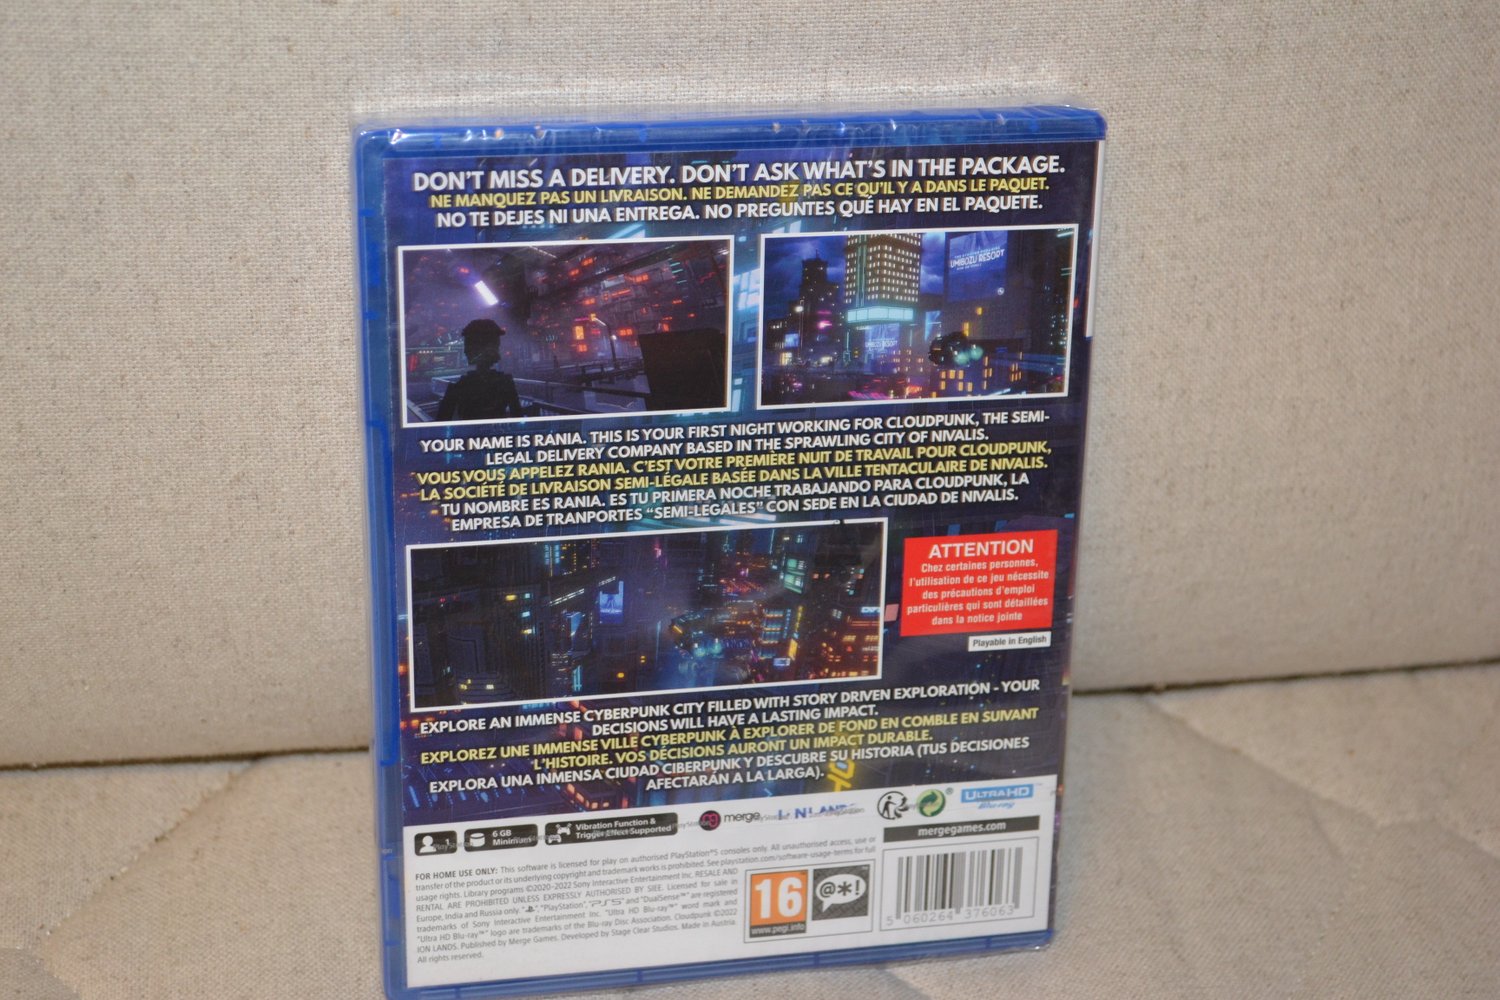 DON'T MISS A DELIVERY. DON'T ASK WHAT'S IN THE PACKAGE.
NE MANQUEZ PAS UN LIVRAISON. NE DEMANDEZ PAS CE QU'IL Y A DANS LE PAQUET.
NO TE DEJES NI UNA ENTREGA. NO PREGUNTES QUÉ HAY EN EL PAQUETE.
UMIBOZU RESORT
UMIBOZU RESORT
YOUR NAME IS RANIA. THIS IS YOUR FIRST NIGHT WORKING FOR CLOUDPUNK, THE SEMI-
LEGAL DELIVERY COMPANY BASED IN THE SPRAWLING CITY OF NIVALIS.
VOUS VOUS APPELEZ RANIA. C'EST VOTRE PREMIÈRE NUIT DE TRAVAIL POUR CLOUDPUNK,
LA SOCIÉTÉ DE LIVRAISON SEMI-LÉGALE BASÉE DANS LA VILLE TENTACULAIRE DE NIVALIS.
TU NOMBRE ES RANIA. ES TU PRIMERA NOCHE TRABAJANDO PARA CLOUDPUNK, LA
EMPRESA DE TRANPORTES "SEMI-LEGALES" CON SEDE EN LA CIUDAD DE NIVALIS.
ATTENTION
Chez certaines personnes,
l'utilisation de ce jeu nécessite
des précautions d'emploi
particulières qui sont détaillées
dans la notice jointe
Playable in English
EXPLORE AN IMMENSE CYBERPUNK CITY FILLED WITH STORY DRIVEN EXPLORATION - YOUR
DECISIONS WILL HAVE A LASTING IMPACT.
EXPLOREZ UNE IMMENSE VILLE CYBERPUNK À EXPLORER DE FOND EN COMBLE EN SUIVANT
L'HISTOIRE. VOS DÉCISIONS AURONT UN IMPACT DURABLE.
EXPLORA UNA INMENSA CIUDAD CIBERPUNK Y DESCUBRE SU HISTORIA (TUS DECISIONES
AFECTARÁN A LA LARGA).
1
6 GB
Minimum
Vibration Function &
Trigger Effect Supported
merge
ULTRA HD
Blu-ray
mergegames.com
FOR HOME USE ONLY: This software is licensed for play on authorised PlayStation®5 consoles only. All unauthorised access, use or
transfer of the product or its underlying copyright and trademark works is prohibited. See playstation.com/software-usage-terms for full
usage rights. Library programs ©2020-2022 Sony Interactive Entertainment Inc. RESALE AND
RENTAL ARE PROHIBITED UNLESS EXPRESSLY AUTHORISED BY SIEE. Licensed for sale in
Europe, India and Russia only. "PlayStation", "PS5" and "DualSense™" are registered
trademarks of Sony Interactive Entertainment Inc. "Ultra HD Blu-ray™" word mark and
"Ultra HD Blu-ray™" logo are trademarks of the Blu-ray Disc Association. Cloudpunk ©2022
ION LANDS. Published by Merge Games. Developed by Stage Clear Studios. Made in Austria.
All rights reserved.
16
www.pegi.info
@*!
5 060264 376063